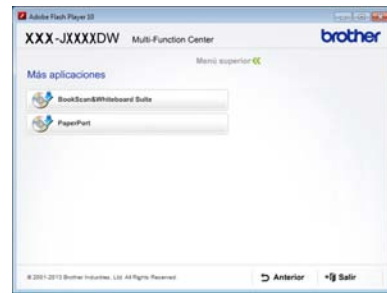 Adobe Flash Player 10
XXX-JXXXXDW Multi-Function Center
brother
Menú superior
Más aplicaciones
BookScan&Whiteboard Suite
PaperPort
© 2001-2013 Brother Industries, Ltd. All Rights Reserved.
Anterior
Salir